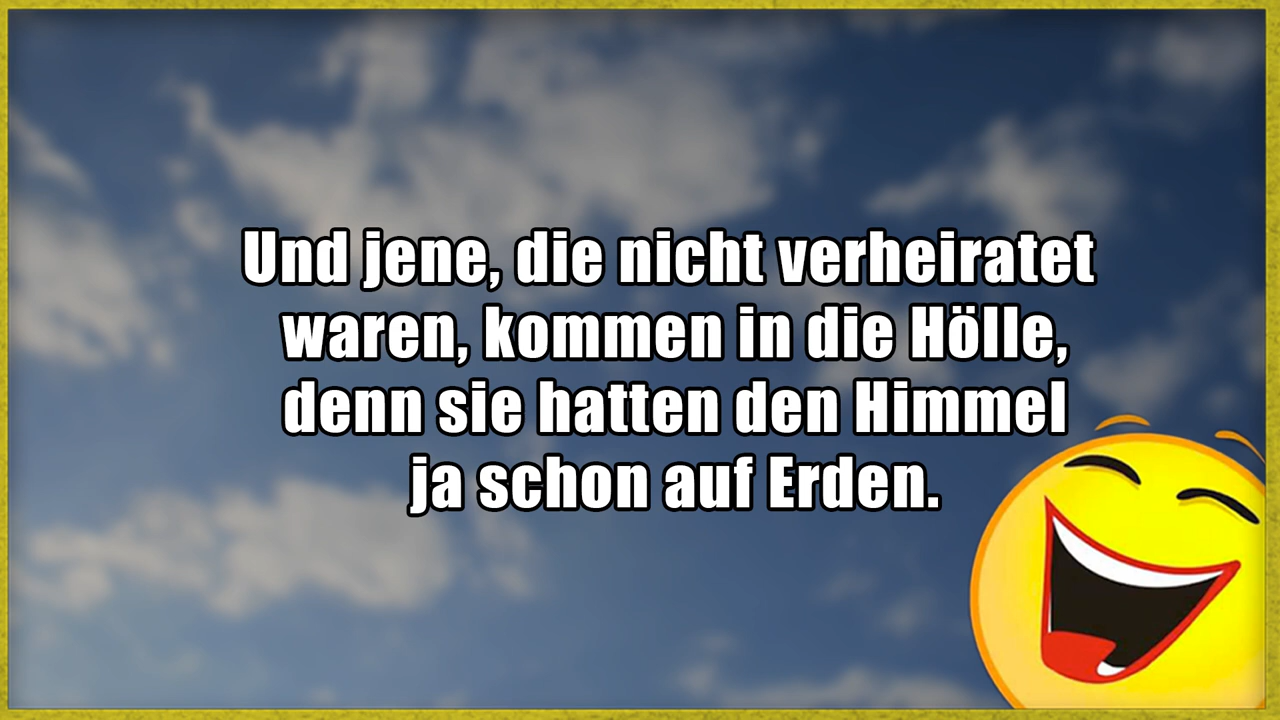 Und jene, die nicht verheiratet
waren, kommen in die Hölle,
denn sie hatten den Himmel
ja schon auf Erden.